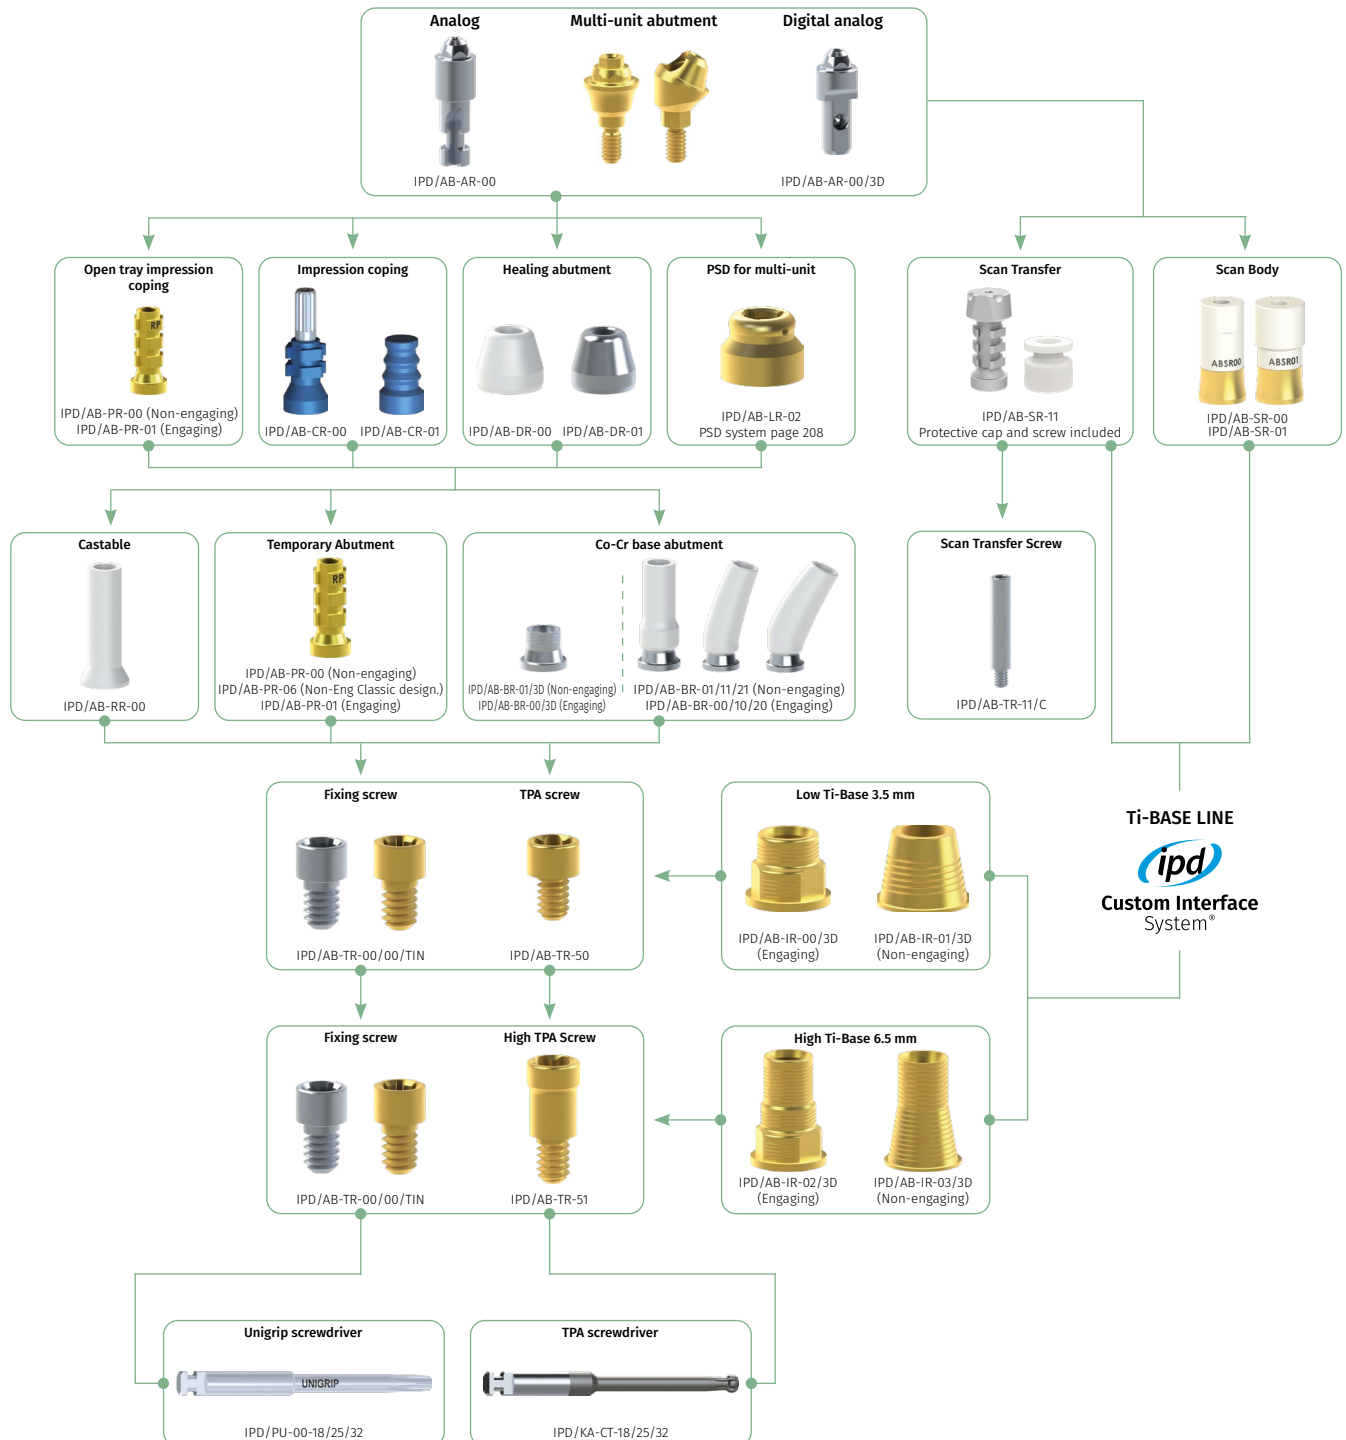 Analog
Multi-unit abutment
Digital analog
IPD/AB-AR-00
IPD/AB-AR-00/3D
Open tray impression
coping
RP
IPD/AB-PR-00 (Non-engaging)
IPD/AB-PR-01 (Engaging)
Impression coping
IPD/AB-CR-00
IPD/AB-CR-01
Healing abutment
IPD/AB-DR-00
IPD/AB-DR-01
PSD for multi-unit
IPD/AB-LR-02
PSD system page 208
Scan Transfer
IPD/AB-SR-11
Protective cap and screw included
Scan Body
ABSR00
ABSR01
IPD/AB-SR-00
IPD/AB-SR-01
Castable
IPD/AB-RR-00
Temporary Abutment
RP
IPD/AB-PR-00 (Non-engaging)
IPD/AB-PR-06 (Non-Eng Classic design.)
IPD/AB-PR-01 (Engaging)
Co-Cr base abutment
IPD/AB-BR-01/3D (Non-engaging)
IPD/AB-BR-00/3D (Engaging)
IPD/AB-BR-01/11/21 (Non-engaging)
IPD/AB-BR-00/10/20 (Engaging)
Scan Transfer Screw
IPD/AB-TR-11/C
Fixing screw
TPA screw
IPD/AB-TR-00/00/TIN
IPD/AB-TR-50
Low Ti-Base 3.5 mm
IPD/AB-IR-00/3D
(Engaging)
IPD/AB-IR-01/3D
(Non-engaging)
Ti-BASE LINE
ipd
Custom Interface
System®
Fixing screw
High TPA Screw
IPD/AB-TR-00/00/TIN
IPD/AB-TR-51
High Ti-Base 6.5 mm
IPD/AB-IR-02/3D
(Engaging)
IPD/AB-IR-03/3D
(Non-engaging)
Unigrip screwdriver
UNIGRIP
IPD/PU-00-18/25/32
TPA screwdriver
IPD/KA-CT-18/25/32